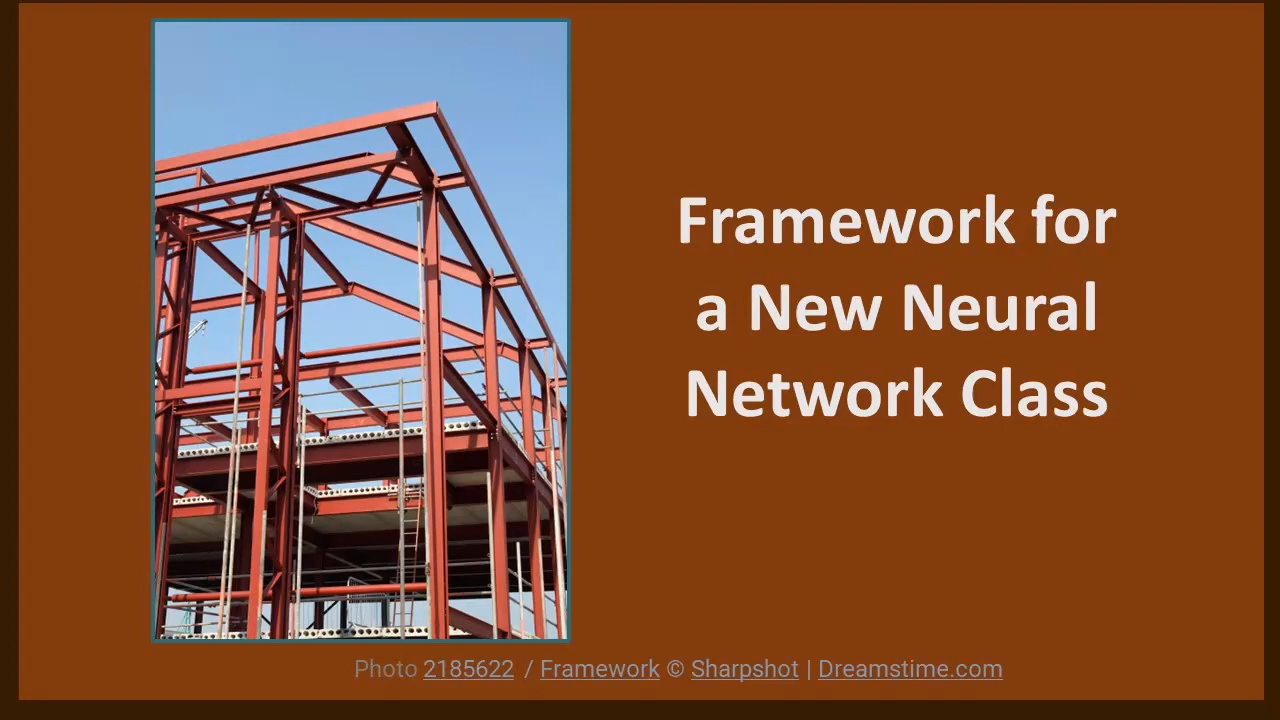 Framework for
a New Neural
Network Class
Photo 2185622 / Framework © Sharpshot | Dreamstime.com